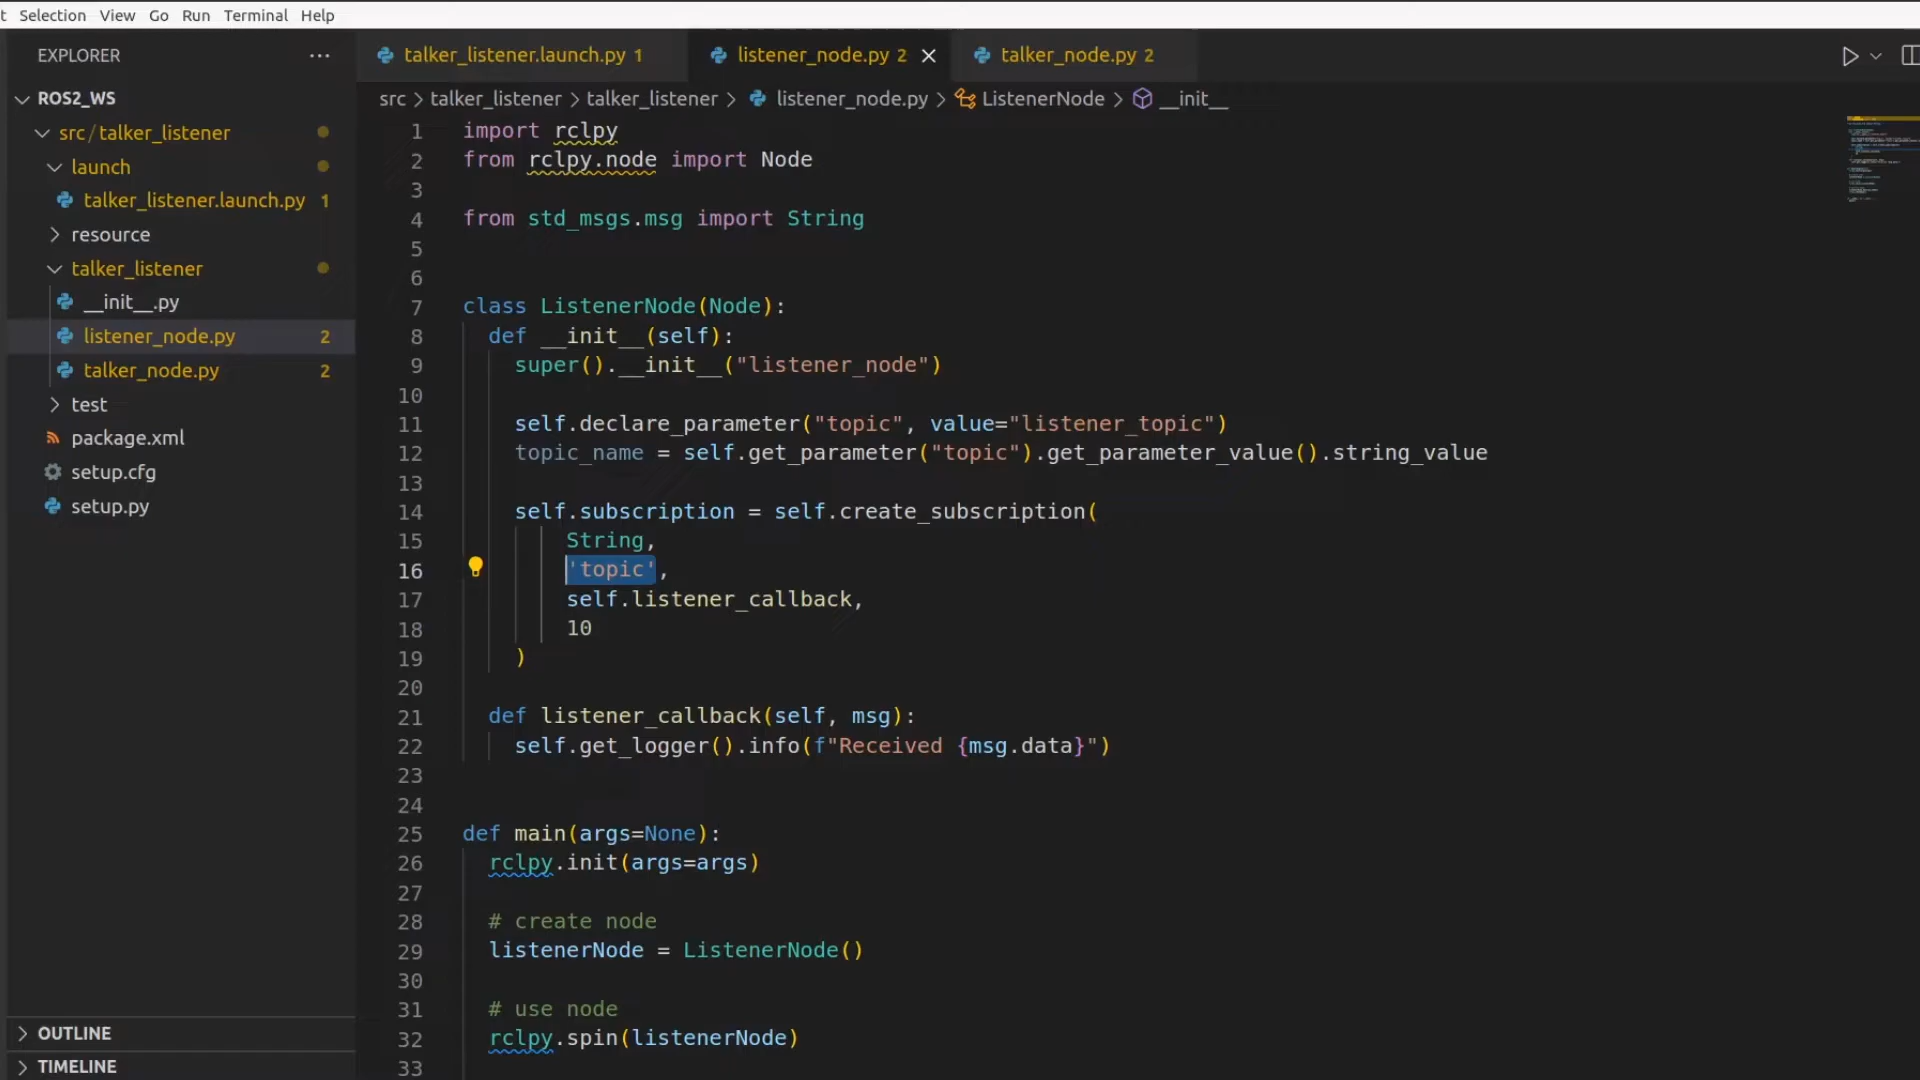 t Selection View Go Run Terminal Help
EXPLORER ...
ROS2_WS
src/talker_listener
launch
talker_listener.launch.py 1
resource
talker_listener
__init__.py
listener_node.py 2
talker_node.py 2
test
package.xml
setup.cfg
setup.py
OUTLINE
TIMELINE
talker_listener.launch.py 1 listener_node.py 2 talker_node.py 2
src > talker_listener > talker_listener > listener_node.py > ListenerNode > __init__
1 import rclpy
2 from rclpy.node import Node
3
4 from std_msgs.msg import String
5
6
7 class ListenerNode(Node):
8 def __init__(self):
9 super().__init__("listener_node")
10
11 self.declare_parameter("topic", value="listener_topic")
12 topic_name = self.get_parameter("topic").get_parameter_value().string_value
13
14 self.subscription = self.create_subscription(
15 String,
16 'topic',
17 self.listener_callback,
18 10
19 )
20
21 def listener_callback(self, msg):
22 self.get_logger().info(f"Received {msg.data}")
23
24
25 def main(args=None):
26 rclpy.init(args=args)
27
28 # create node
29 listenerNode = ListenerNode()
30
31 # use node
32 rclpy.spin(listenerNode)
33